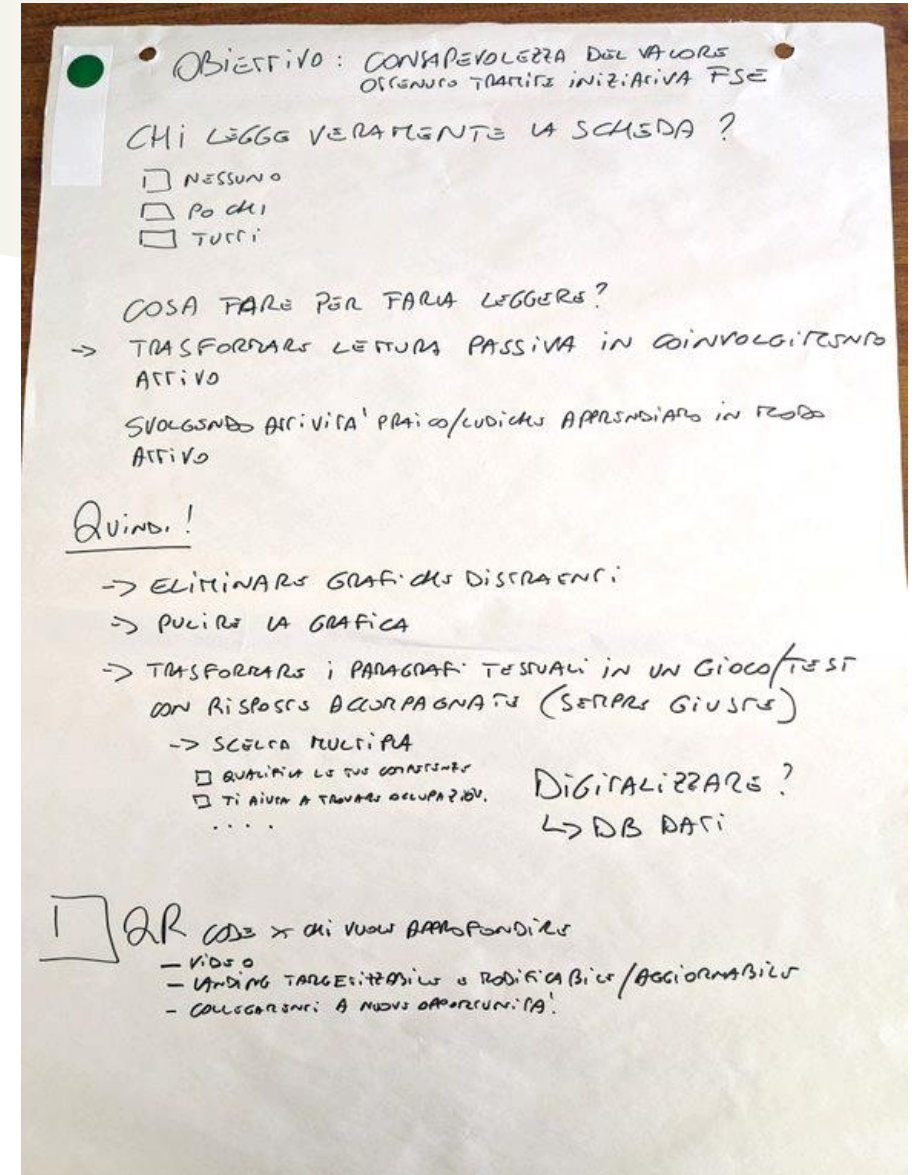 OBIETTIVO : CONSAPEVOLEZZA DEL VALORE
OTTENUTO TRAMITE INIZIATIVA FSE
CHI LEGGE VERAMENTE LA SCHEDA ?
NESSUNO
POCHI
TUTTI
COSA FARE PER FARLA LEGGERE?
-> TRASFORMARE LETTURA PASSIVA IN COINVOLGIMENTO
ATTIVO
SVOLGENDO ATTIVITA' PRATICO/LUDICHE APPRENDIAMO IN MODO
ATTIVO
QUINDI !
-> ELIMINARE GRAFICHE DISTRAENTI
-> PULIRE LA GRAFICA
-> TRASFORMARE i PARAGRAFI TESTUALI IN UN GIOCO/TEST
CON RISPOSTE ACCOMPAGNATE (SEMPRE GIUSTE)
-> SCELTA MULTIPLA
QUALIFICA LE TUE COMPETENZE
TI AIUTA A TROVARE OCCUPAZION.
. . . .
DIGITALIZZARE ?
↳ DB DATI
QR CODE X CHI VUOLE APPROFONDIRE
- VIDEO
- LANDING TARGETIZZABILE e MODIFICABILE/AGGIORNABILE
- COLLEGAMENTI A NUOVE OPPORTUNITA'